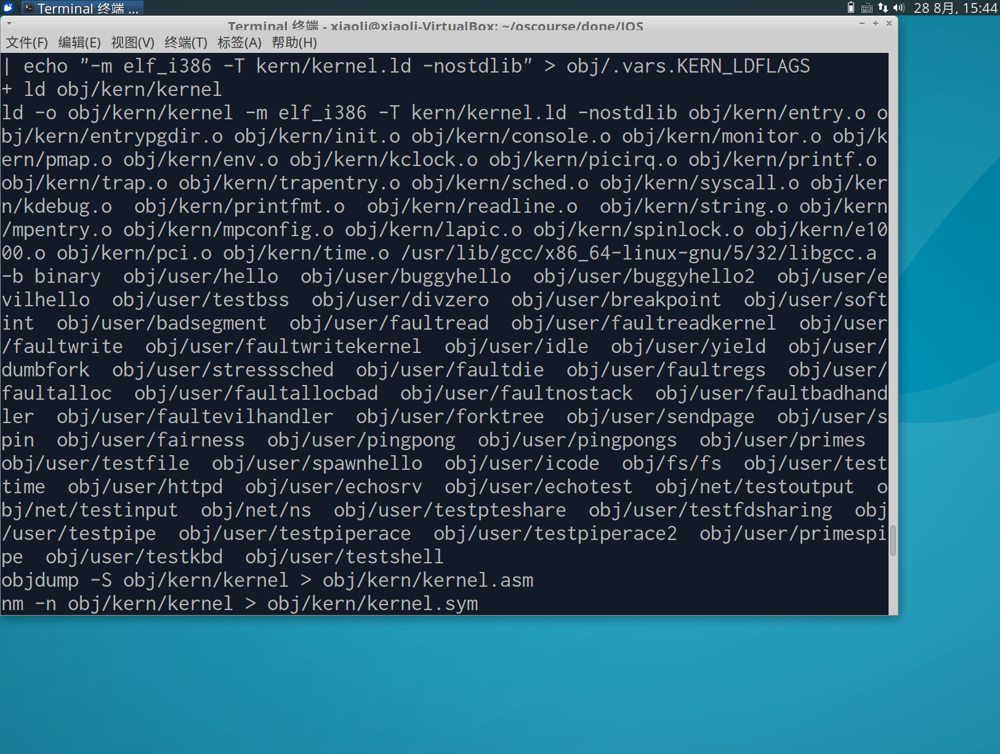 Terminal 终端 ...
28 8月, 15:44
Terminal 终端 - xiaoli@xiaoli-VirtualBox: ~/oscourse/done/JOS
文件(F) 编辑(E) 视图(V) 终端(T) 标签(A) 帮助(H)
| echo "-m elf_i386 -T kern/kernel.ld -nostdlib" > obj/.vars.KERN_LDFLAGS
+ ld obj/kern/kernel
ld -o obj/kern/kernel -m elf_i386 -T kern/kernel.ld -nostdlib obj/kern/entry.o o
bj/kern/entrypgdir.o obj/kern/init.o obj/kern/console.o obj/kern/monitor.o obj/k
ern/pmap.o obj/kern/env.o obj/kern/kclock.o obj/kern/picirq.o obj/kern/printf.o
obj/kern/trap.o obj/kern/trapentry.o obj/kern/sched.o obj/kern/syscall.o obj/ker
n/kdebug.o  obj/kern/printfmt.o  obj/kern/readline.o  obj/kern/string.o obj/kern
/mpentry.o obj/kern/mpconfig.o obj/kern/lapic.o obj/kern/spinlock.o obj/kern/e10
00.o obj/kern/pci.o obj/kern/time.o /usr/lib/gcc/x86_64-linux-gnu/5/32/libgcc.a
-b binary  obj/user/hello  obj/user/buggyhello  obj/user/buggyhello2  obj/user/e
vilhello  obj/user/testbss  obj/user/divzero  obj/user/breakpoint  obj/user/soft
int  obj/user/badsegment  obj/user/faultread  obj/user/faultreadkernel  obj/user
/faultwrite  obj/user/faultwritekernel  obj/user/idle  obj/user/yield  obj/user/
dumbfork  obj/user/stresssched  obj/user/faultdie  obj/user/faultregs  obj/user/
faultalloc  obj/user/faultallocbad  obj/user/faultnostack  obj/user/faultbadhand
ler  obj/user/faultevilhandler  obj/user/forktree  obj/user/sendpage  obj/user/s
pin  obj/user/fairness  obj/user/pingpong  obj/user/pingpongs  obj/user/primes
obj/user/testfile  obj/user/spawnhello  obj/user/icode  obj/fs/fs  obj/user/test
time  obj/user/httpd  obj/user/echosrv  obj/user/echotest  obj/net/testoutput  o
bj/net/testinput  obj/net/ns  obj/user/testpteshare  obj/user/testfdsharing  obj
/user/testpipe  obj/user/testpiperace  obj/user/testpiperace2  obj/user/primespi
pe  obj/user/testkbd  obj/user/testshell
objdump -S obj/kern/kernel > obj/kern/kernel.asm
nm -n obj/kern/kernel > obj/kern/kernel.sym